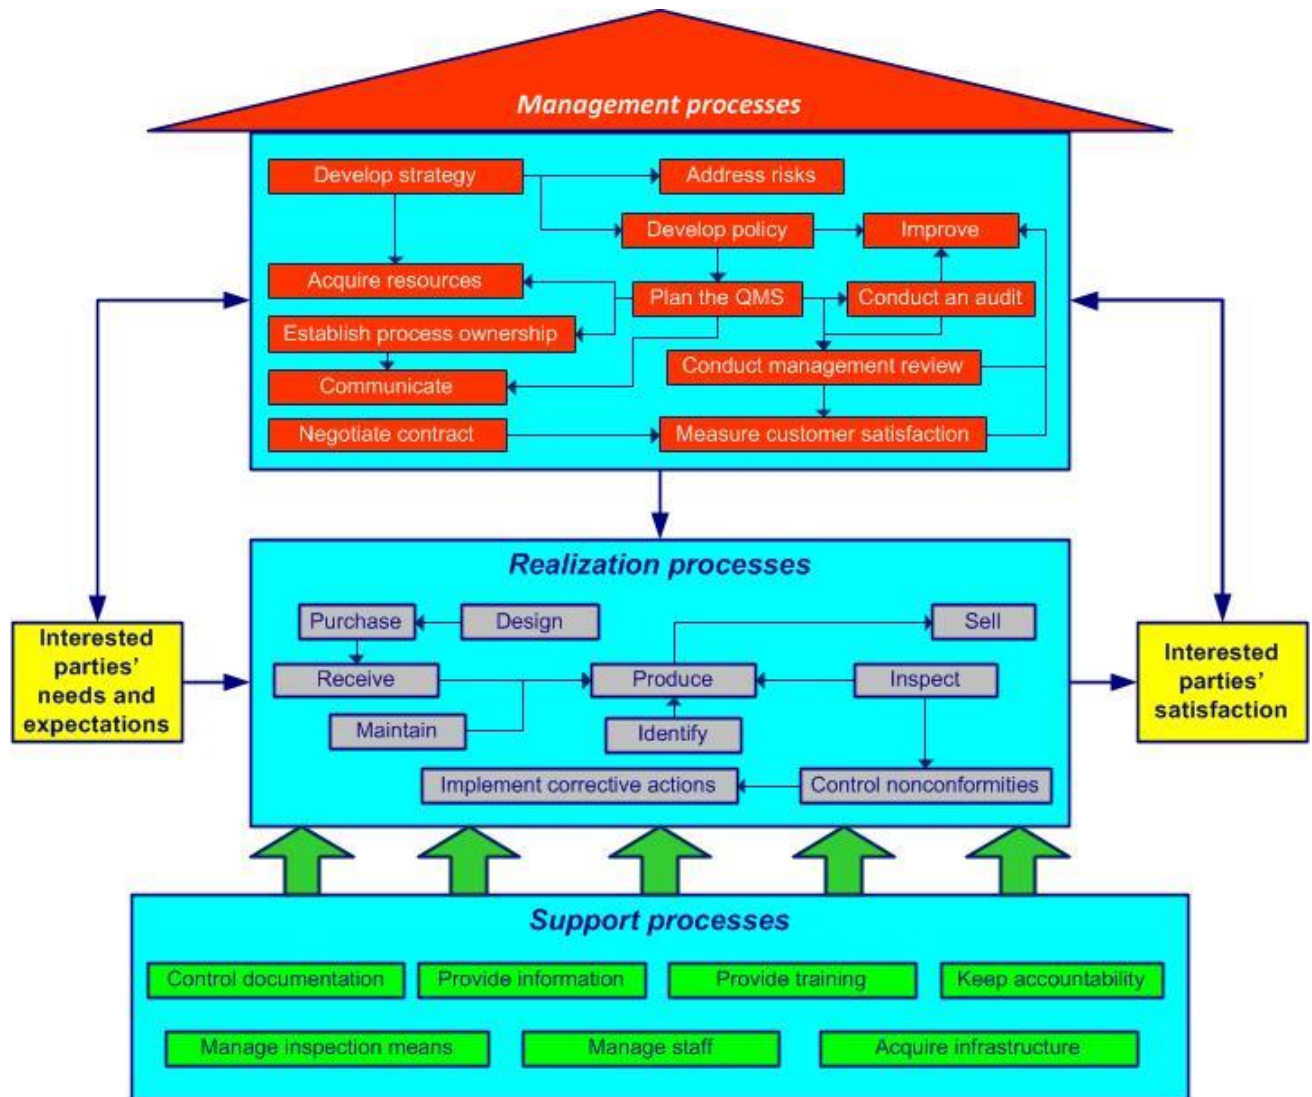 Management processes
Develop strategy
Address risks
Develop policy
Improve
Acquire resources
Plan the QMS
Conduct an audit
Establish process ownership
Conduct management review
Communicate
Negotiate contract
Measure customer satisfaction
Realization processes
Purchase
Design
Sell
Interested
parties’
needs and
expectations
Receive
Produce
Inspect
Maintain
Identify
Implement corrective actions
Control nonconformities
Interested
parties’
satisfaction
Support processes
Control documentation
Provide information
Provide training
Keep accountability
Manage inspection means
Manage staff
Acquire infrastructure